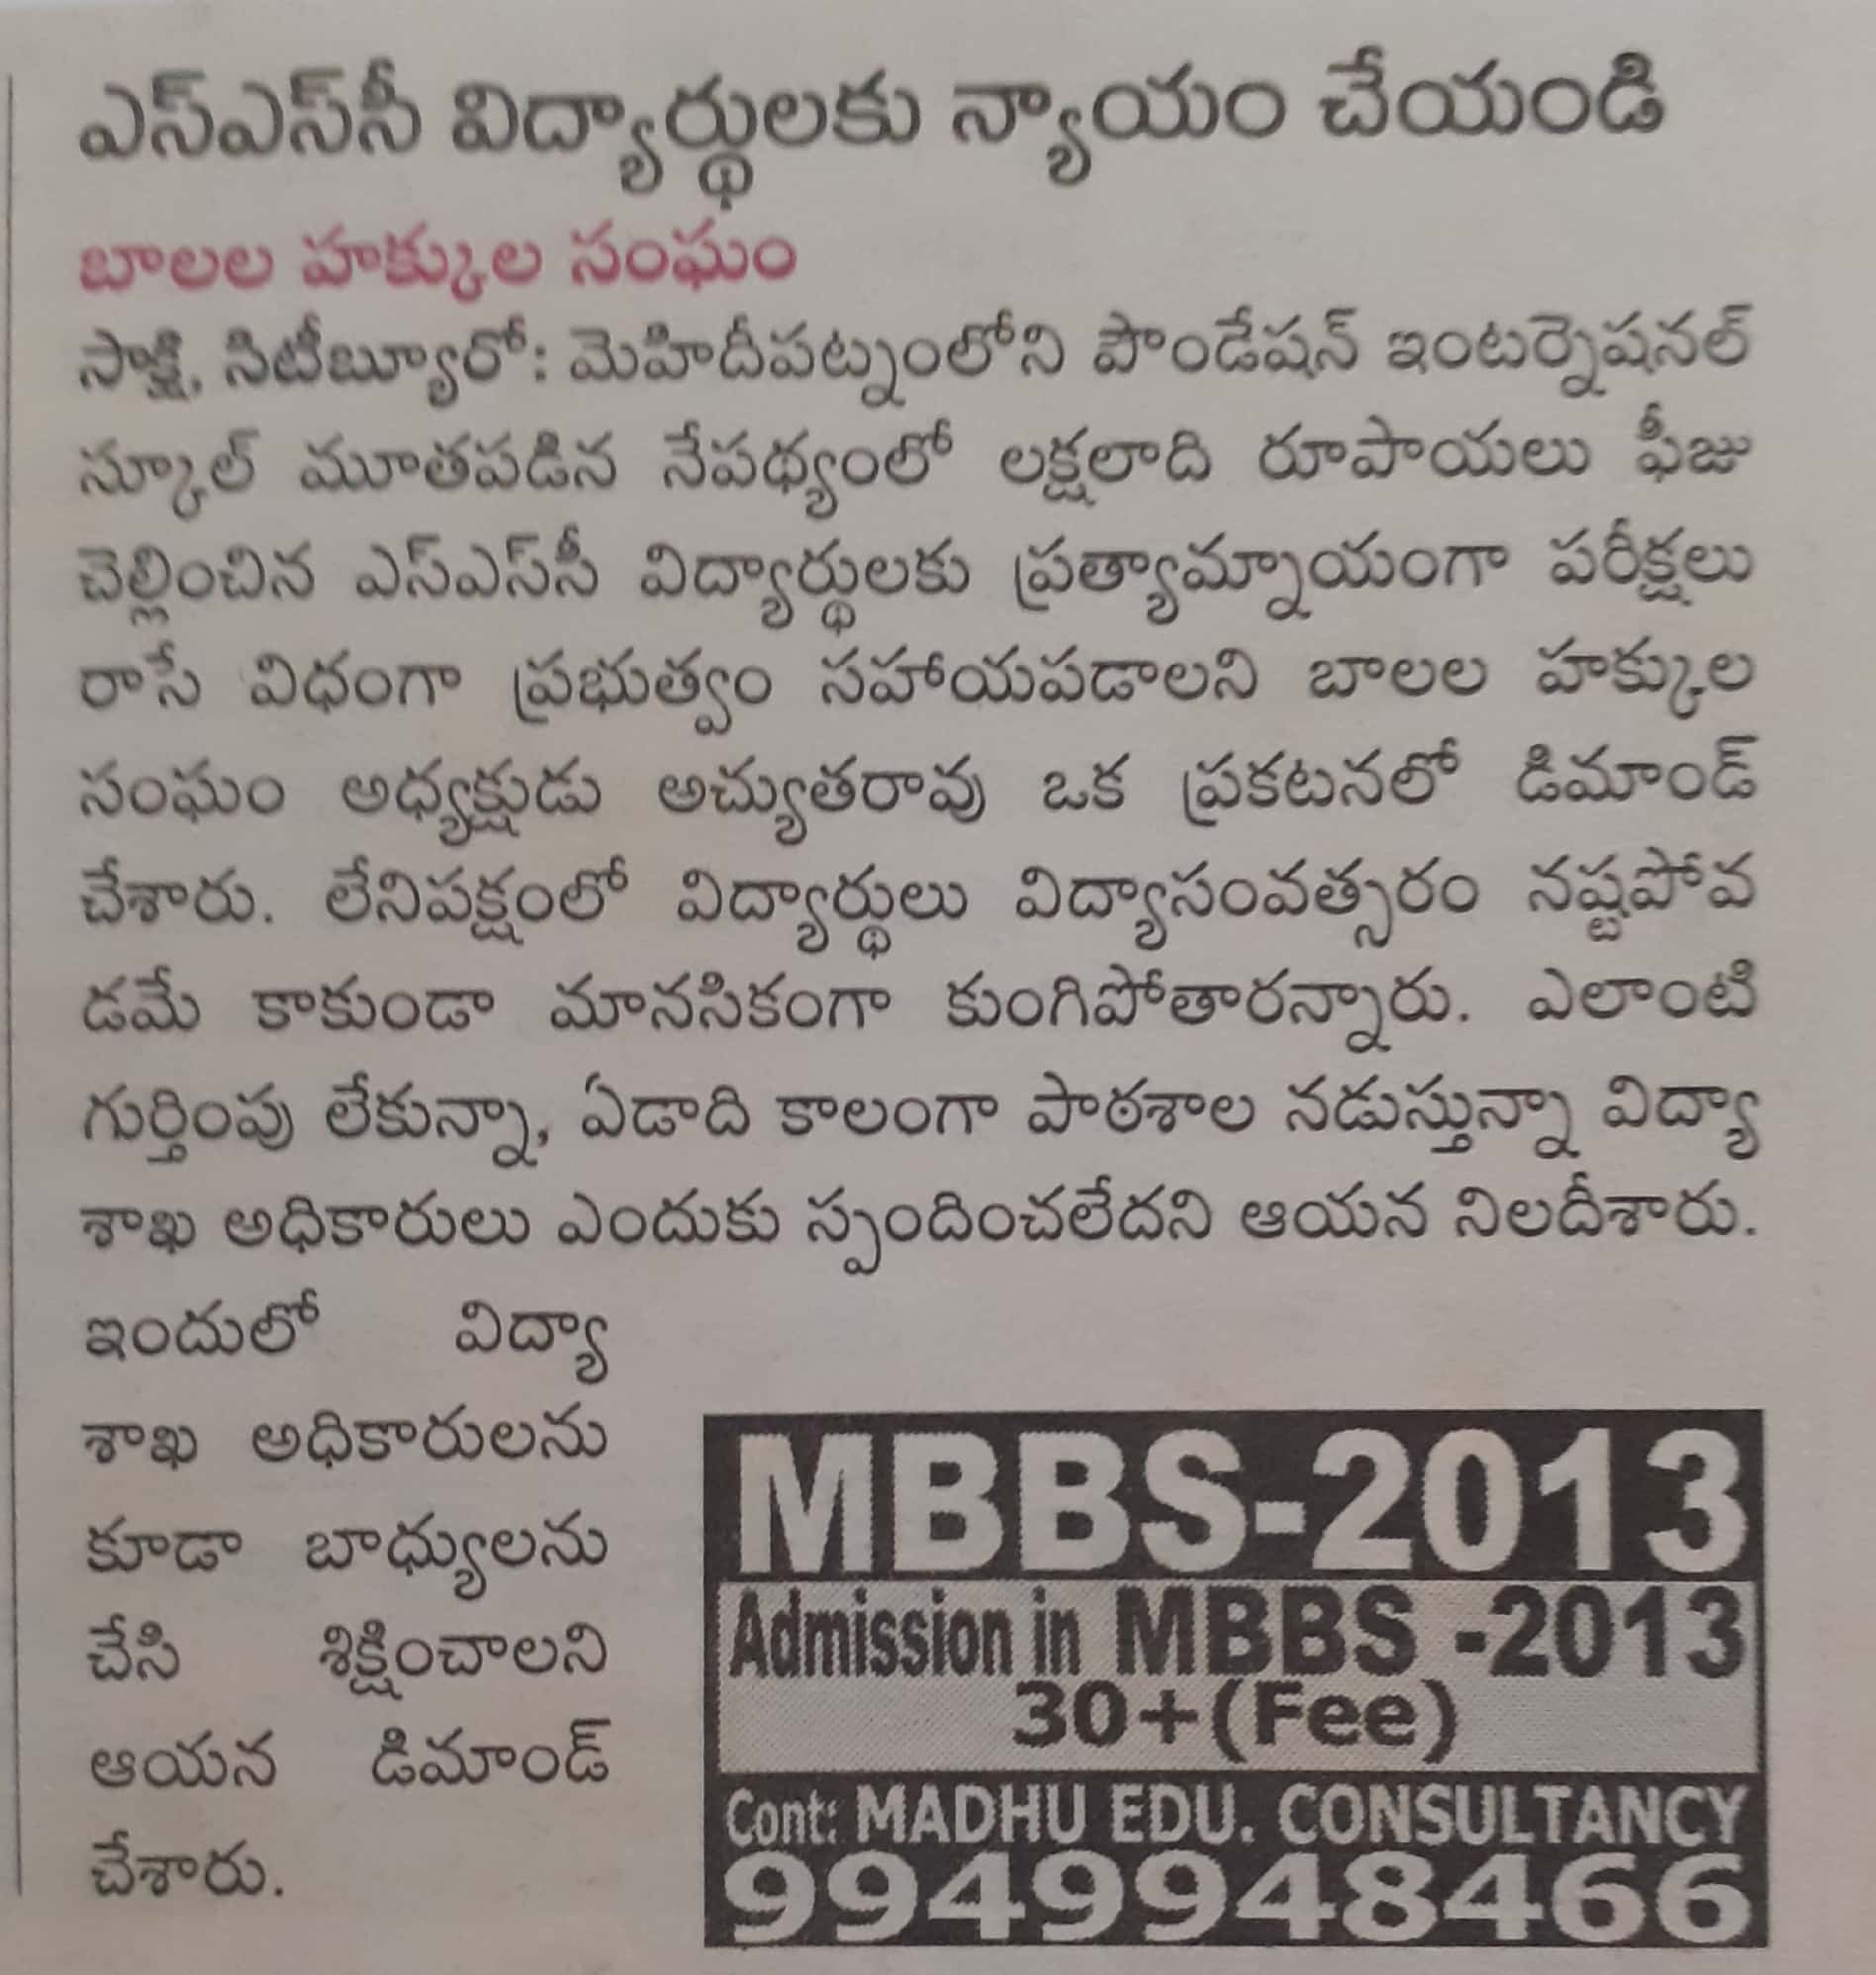 ఎస్ఎస్‌సీ విద్యార్థులకు న్యాయం చేయండి
బాలల హక్కుల సంఘం
సాక్షి, సిటీబ్యూరో: మెహిదీపట్నంలోని పౌండేషన్ ఇంటర్నెషనల్
స్కూల్ మూతపడిన నేపథ్యంలో లక్షలాది రూపాయలు ఫీజు
చెల్లించిన ఎస్ఎస్‌సీ విద్యార్థులకు ప్రత్యామ్నాయంగా పరీక్షలు
రాసే విధంగా ప్రభుత్వం సహాయపడాలని బాలల హక్కుల
సంఘం అధ్యక్షుడు అచ్యుతరావు ఒక ప్రకటనలో డిమాండ్
చేశారు. లేనిపక్షంలో విద్యార్థులు విద్యాసంవత్సరం నష్టపోవ
డమే కాకుండా మానసికంగా కుంగిపోతారన్నారు. ఎలాంటి
గుర్తింపు లేకున్నా, ఏడాది కాలంగా పాఠశాల నడుస్తున్నా విద్యా
శాఖ అధికారులు ఎందుకు స్పందించలేదని ఆయన నిలదీశారు.
ఇందులో విద్యా
శాఖ అధికారులను
కూడా బాధ్యులను
చేసి శిక్షించాలని
ఆయన డిమాండ్
చేశారు.
MBBS-2013
Admission in MBBS -2013
30+(Fee)
Cont: MADHU EDU. CONSULTANCY
9949948466